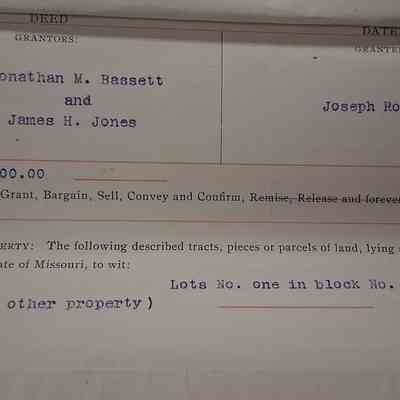 DEED
GRANTORS:
onathan M. Bassett
and
James H. Jones
DATE
GRANTE
Joseph Ro
00.00
Grant, Bargain, Sell, Convey and Confirm, Remise, Release and forever
ERTY: The following described tracts, pieces or parcels of land, lying
ate of Missouri, to wit:
Lots No. one in block No.
other property)